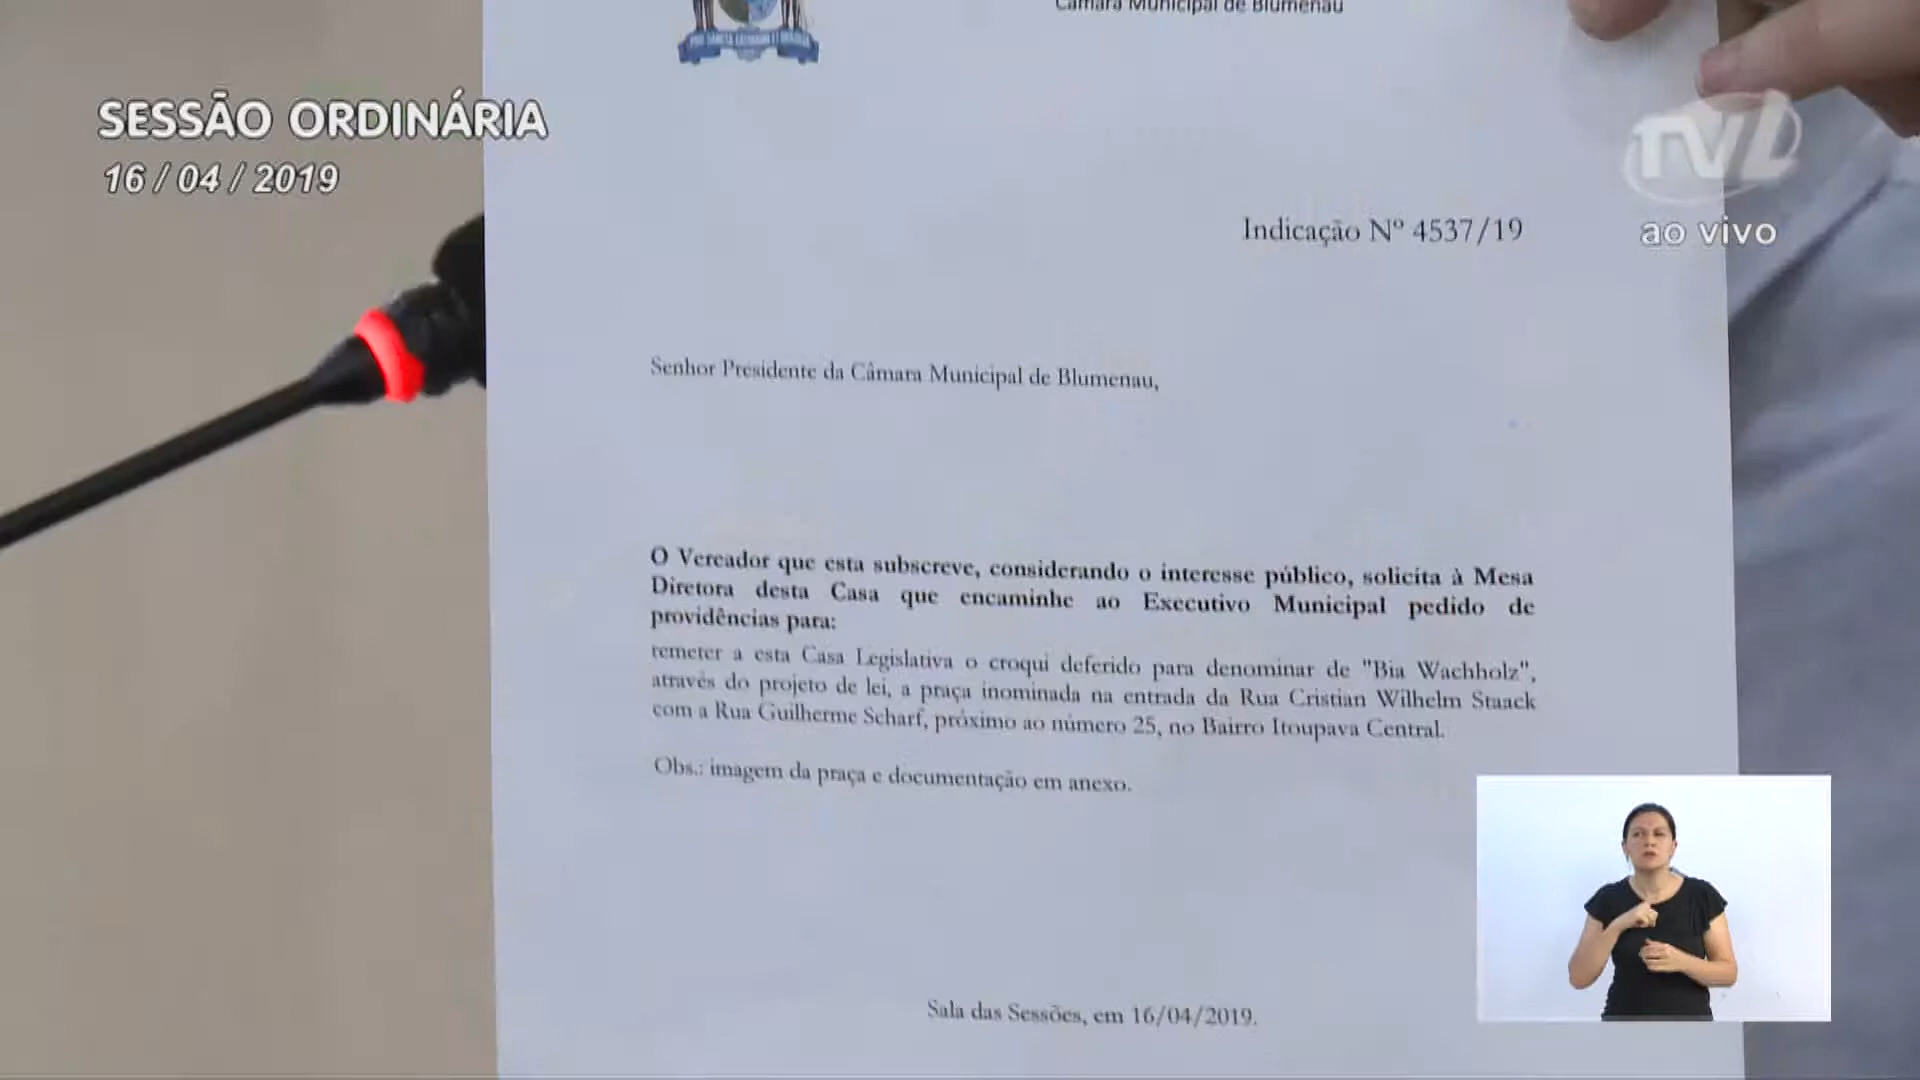 Câmara Municipal de Blumenau
SESSÃO ORDINÁRIA
16 / 04 / 2019
TVL
ao vivo
Indicação Nº 4537/19
Senhor Presidente da Câmara Municipal de Blumenau,
O Vereador que esta subscreve, considerando o interesse público, solicita à Mesa
Diretora desta Casa que encaminhe ao Executivo Municipal pedido de
providências para:
remeter a esta Casa Legislativa o croqui deferido para denominar de "Bia Wachholz",
através do projeto de lei, a praça inominada na entrada da Rua Cristian Wilhelm Staack
com a Rua Guilherme Scharf, próximo ao número 25, no Bairro Itoupava Central.
Obs.: imagem da praça e documentação em anexo.
Sala das Sessões, em 16/04/2019.